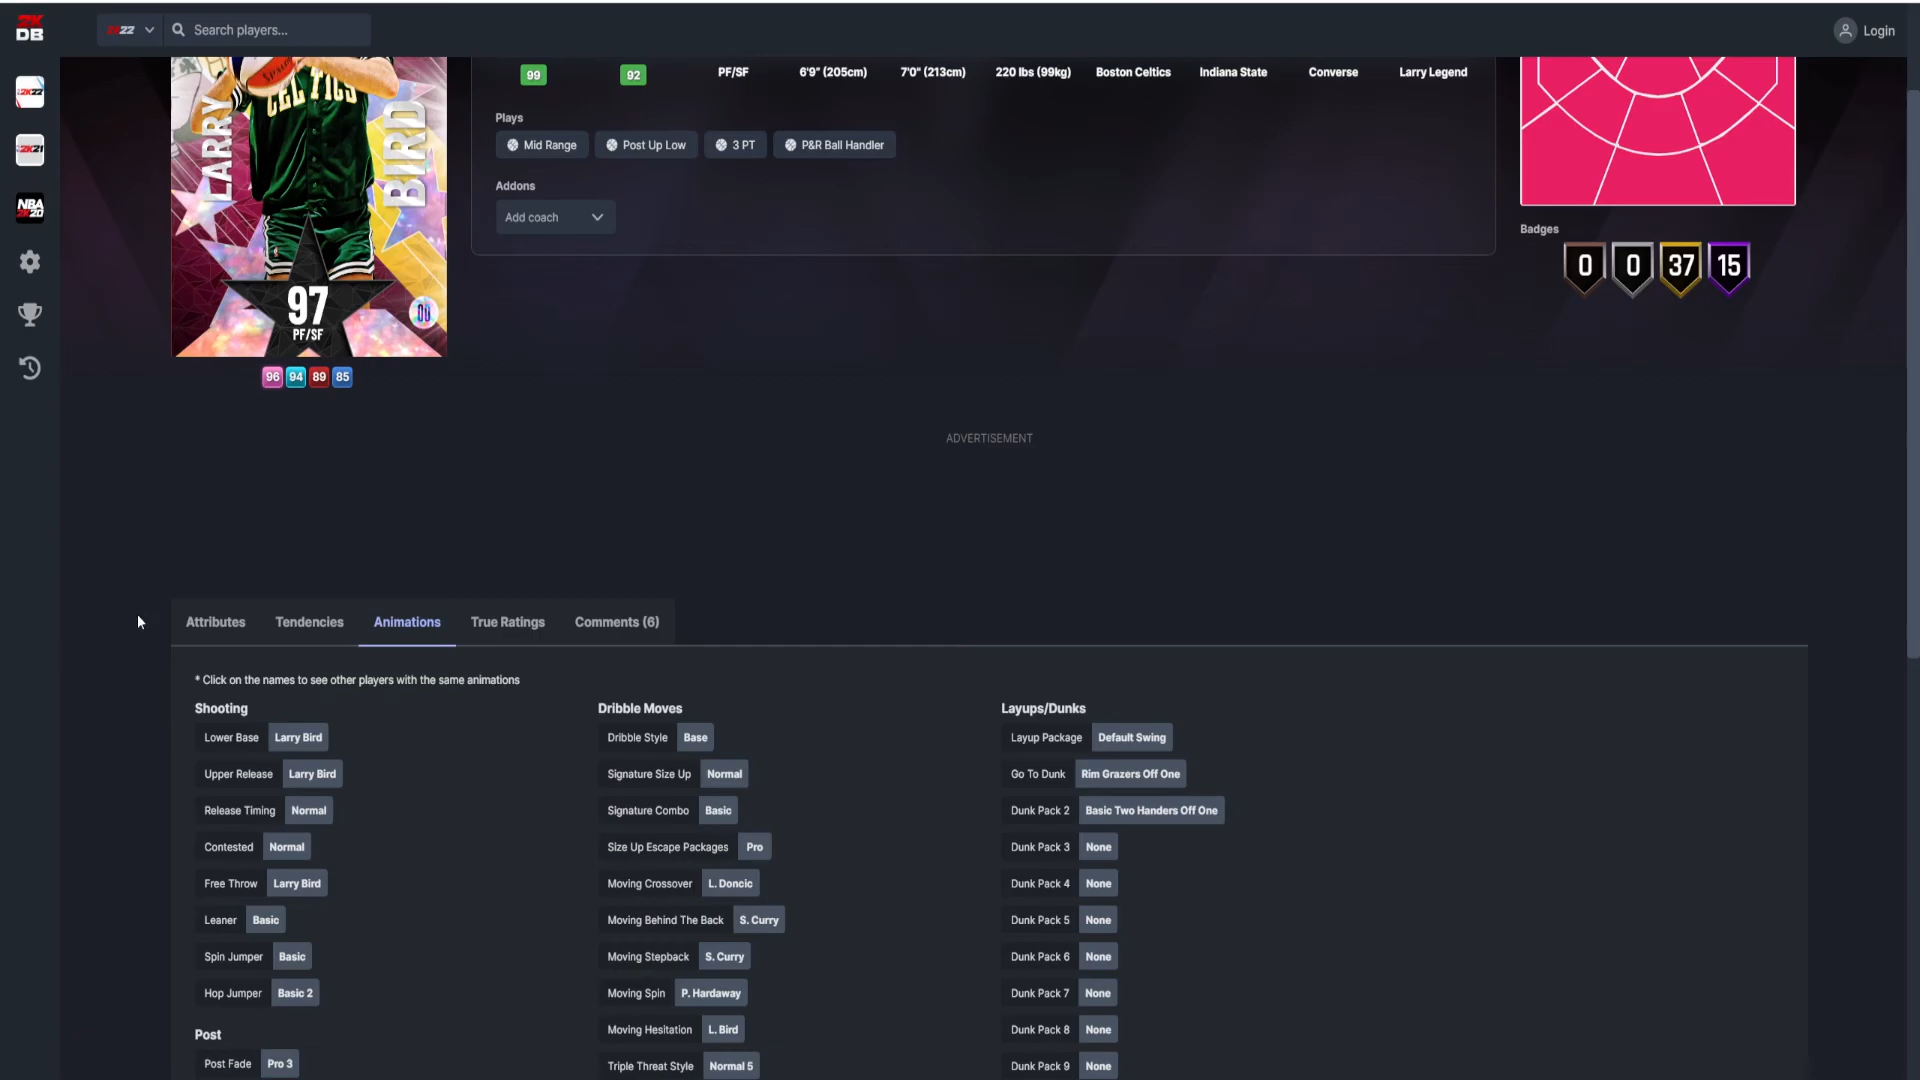 2K
DB
2K22
Search players...
Login
2K22
2K21
NBA
2K20
LARRY
BIRD
CELTICS
97
PF/SF
96 94 89 85
99 92 PF/SF 6'9" (205cm) 7'0" (213cm) 220 lbs (99kg) Boston Celtics Indiana State Converse Larry Legend
Plays
Mid Range Post Up Low 3 PT P&R Ball Handler
Addons
Add coach
Badges
0 0 37 15
ADVERTISEMENT
Attributes Tendencies Animations True Ratings Comments (6)
* Click on the names to see other players with the same animations
Shooting
Lower Base Larry Bird
Upper Release Larry Bird
Release Timing Normal
Contested Normal
Free Throw Larry Bird
Leaner Basic
Spin Jumper Basic
Hop Jumper Basic 2
Post
Post Fade Pro 3
Dribble Moves
Dribble Style Base
Signature Size Up Normal
Signature Combo Basic
Size Up Escape Packages Pro
Moving Crossover L. Doncic
Moving Behind The Back S. Curry
Moving Stepback S. Curry
Moving Spin P. Hardaway
Moving Hesitation L. Bird
Triple Threat Style Normal 5
Layups/Dunks
Layup Package Default Swing
Go To Dunk Rim Grazers Off One
Dunk Pack 2 Basic Two Handers Off One
Dunk Pack 3 None
Dunk Pack 4 None
Dunk Pack 5 None
Dunk Pack 6 None
Dunk Pack 7 None
Dunk Pack 8 None
Dunk Pack 9 None